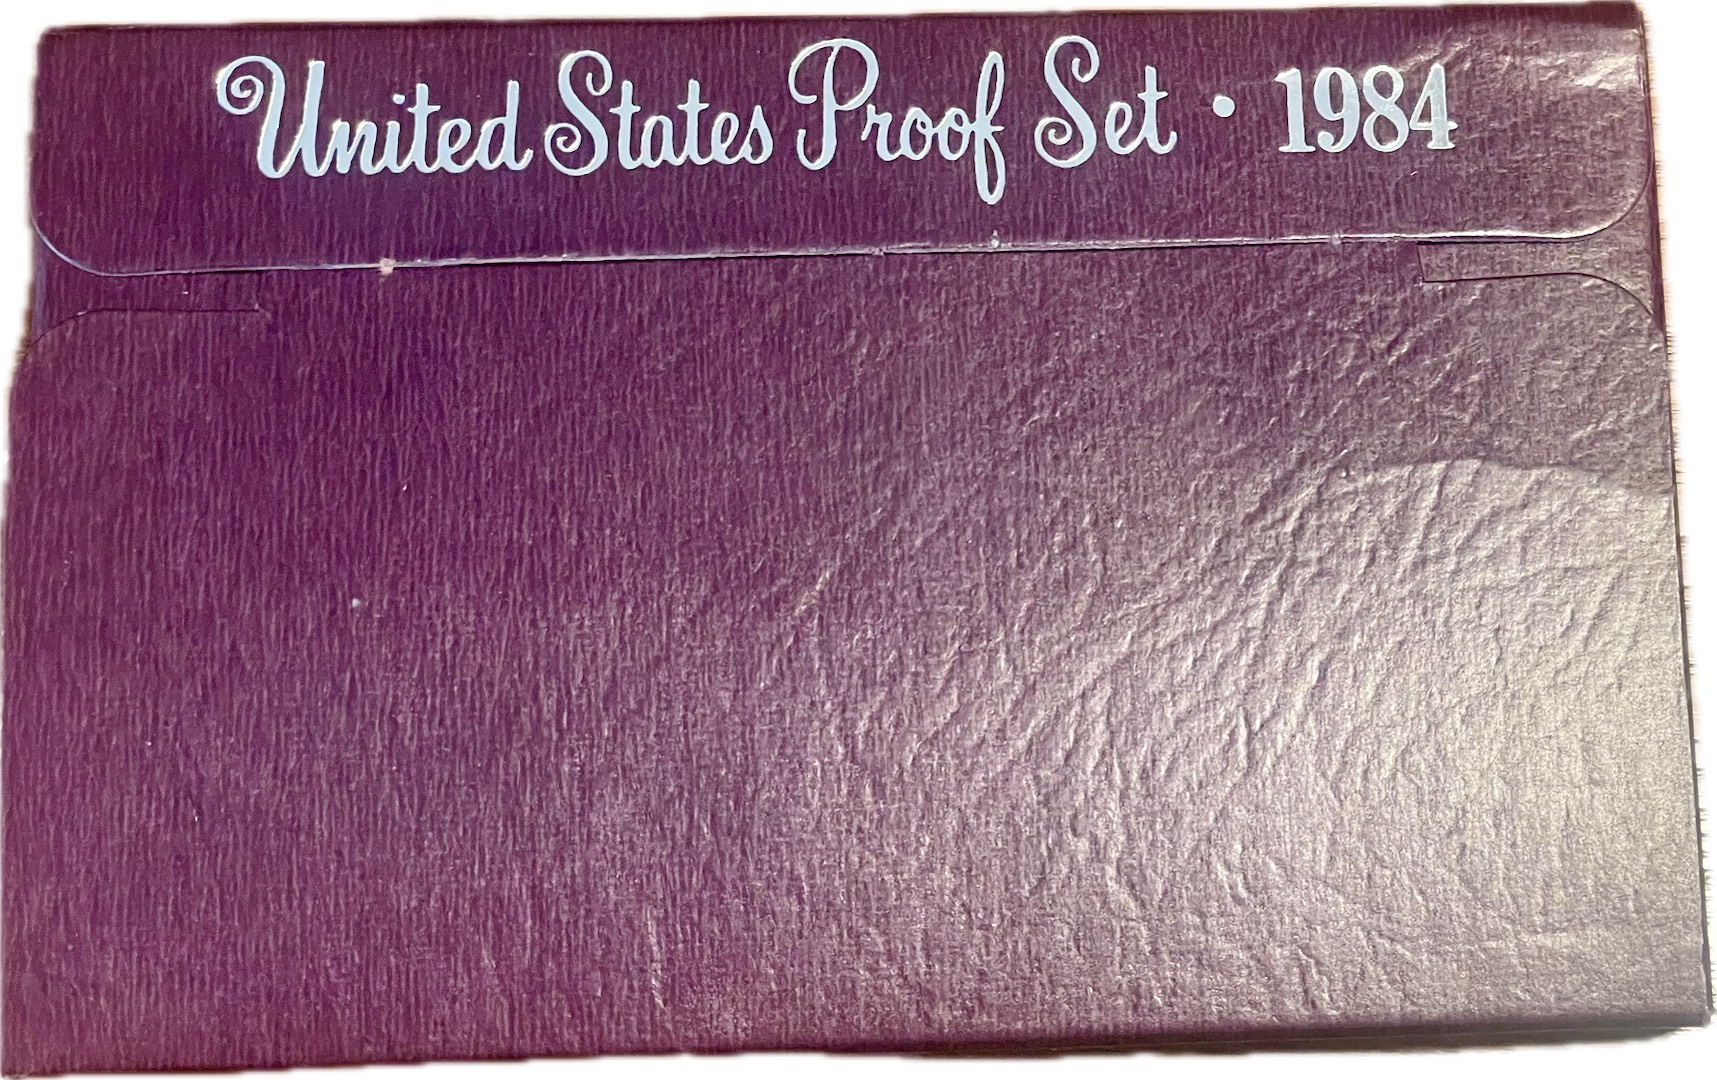 United States Proof Set • 1984